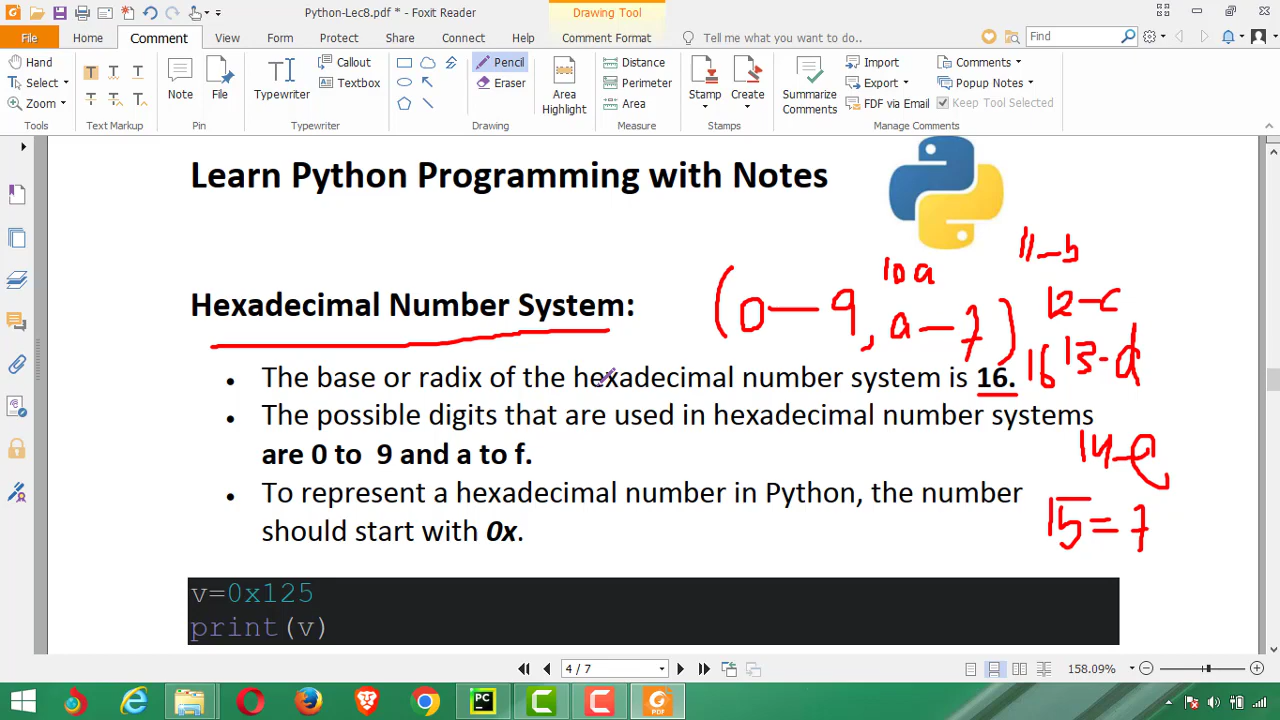 Python-Lec8.pdf * - Foxit Reader
Drawing Tool
File Home Comment View Form Protect Share Connect Help Comment Format Tell me what you want to do... Find
Hand
Select
Zoom
Tools
Text Markup
Note
File
Pin
Typewriter
Callout
Textbox
Typewriter
Pencil
Eraser
Drawing
Area Highlight
Distance
Perimeter
Area
Measure
Stamp
Create
Stamps
Summarize Comments
Import
Export
FDF via Email
Comments
Popup Notes
Keep Tool Selected
Manage Comments
Learn Python Programming with Notes
10 a
11-b
Hexadecimal Number System:
(0-9, a-7)
12-c
16
13-d
• The base or radix of the hexadecimal number system is 16.
• The possible digits that are used in hexadecimal number systems
are 0 to 9 and a to f.
14-e
• To represent a hexadecimal number in Python, the number
should start with 0x.
15=7
v=0x125
print(v)
4 / 7
158.09%